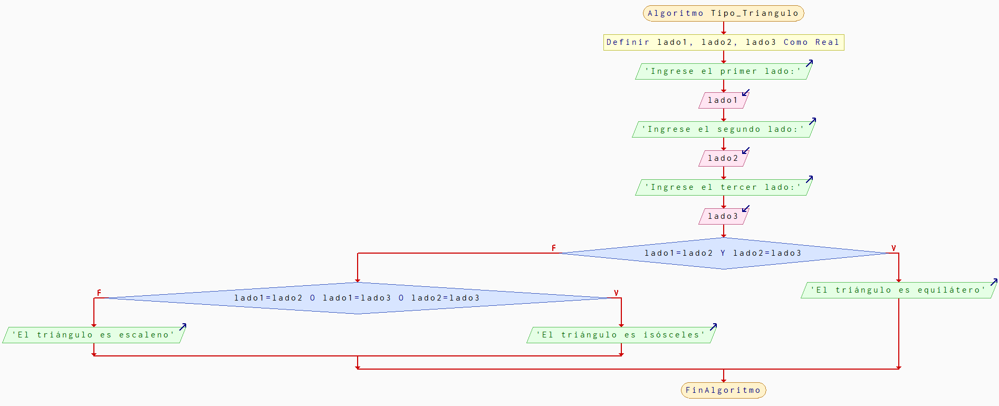 Algoritmo Tipo_Triangulo
Definir lado1, lado2, lado3 Como Real
'Ingrese el primer lado:'
lado1
'Ingrese el segundo lado:'
lado2
'Ingrese el tercer lado:'
lado3
F
V
lado1=lado2 Y lado2=lado3
F
V
lado1=lado2 O lado1=lado3 O lado2=lado3
'El triángulo es equilátero'
'El triángulo es escaleno'
'El triángulo es isósceles'
FinAlgoritmo